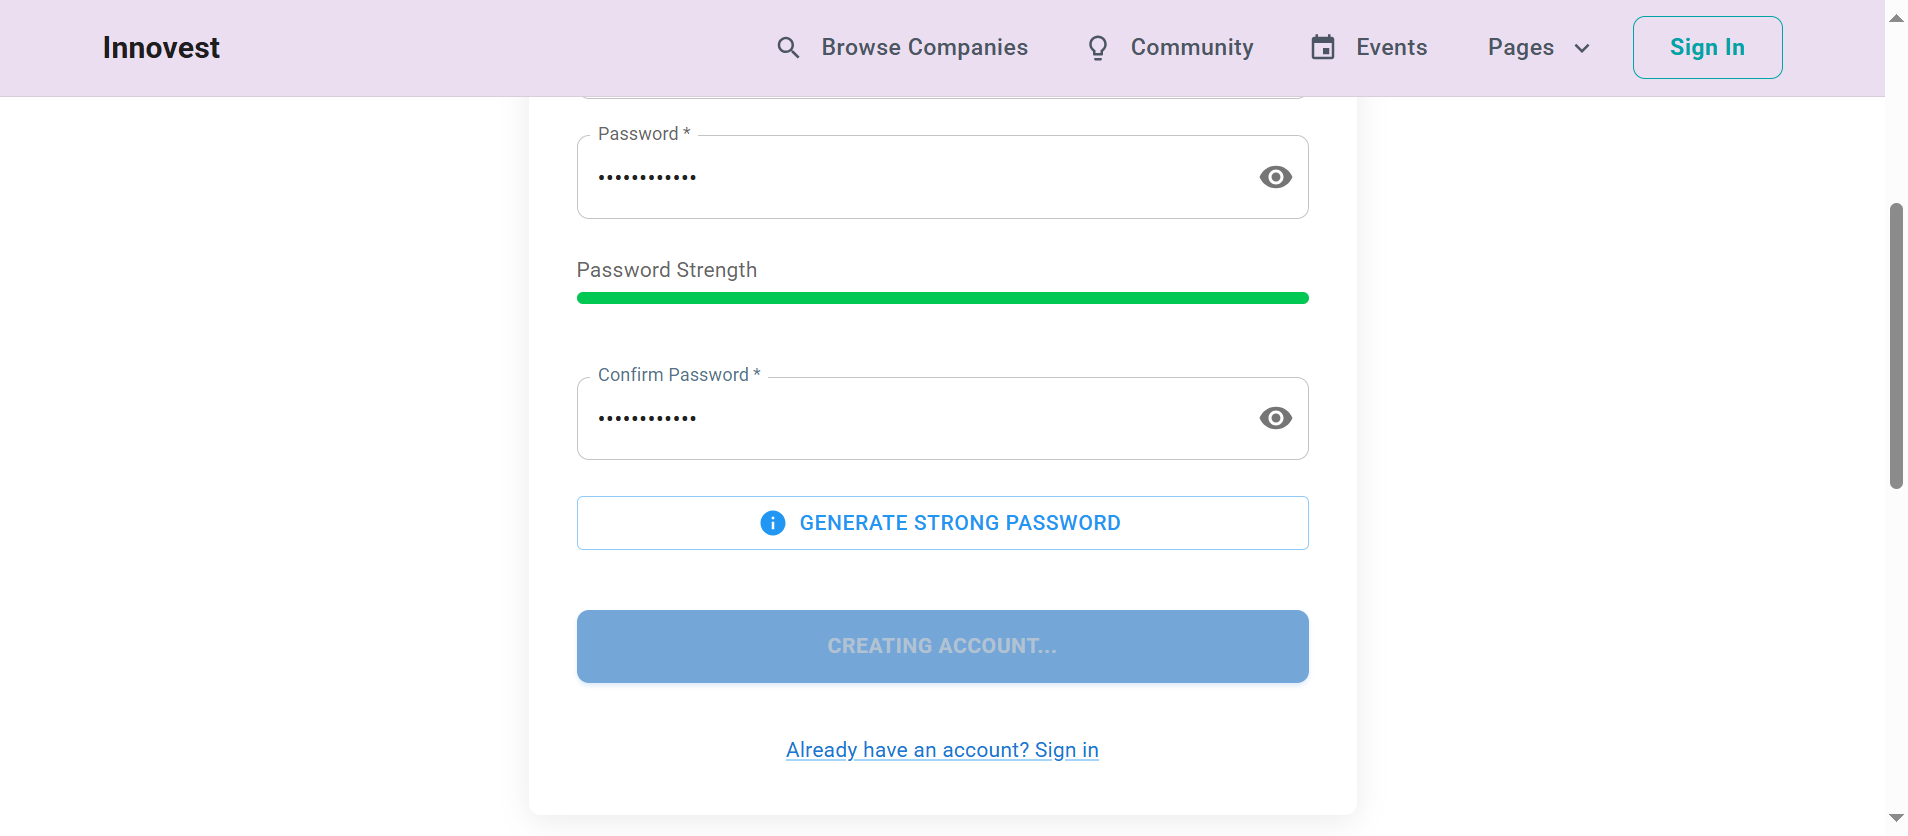 Innovest
Browse Companies
Community
Events
Pages
Sign In
Password *
••••••••••••
Password Strength
Confirm Password *
••••••••••••
GENERATE STRONG PASSWORD
CREATING ACCOUNT...
Already have an account? Sign in